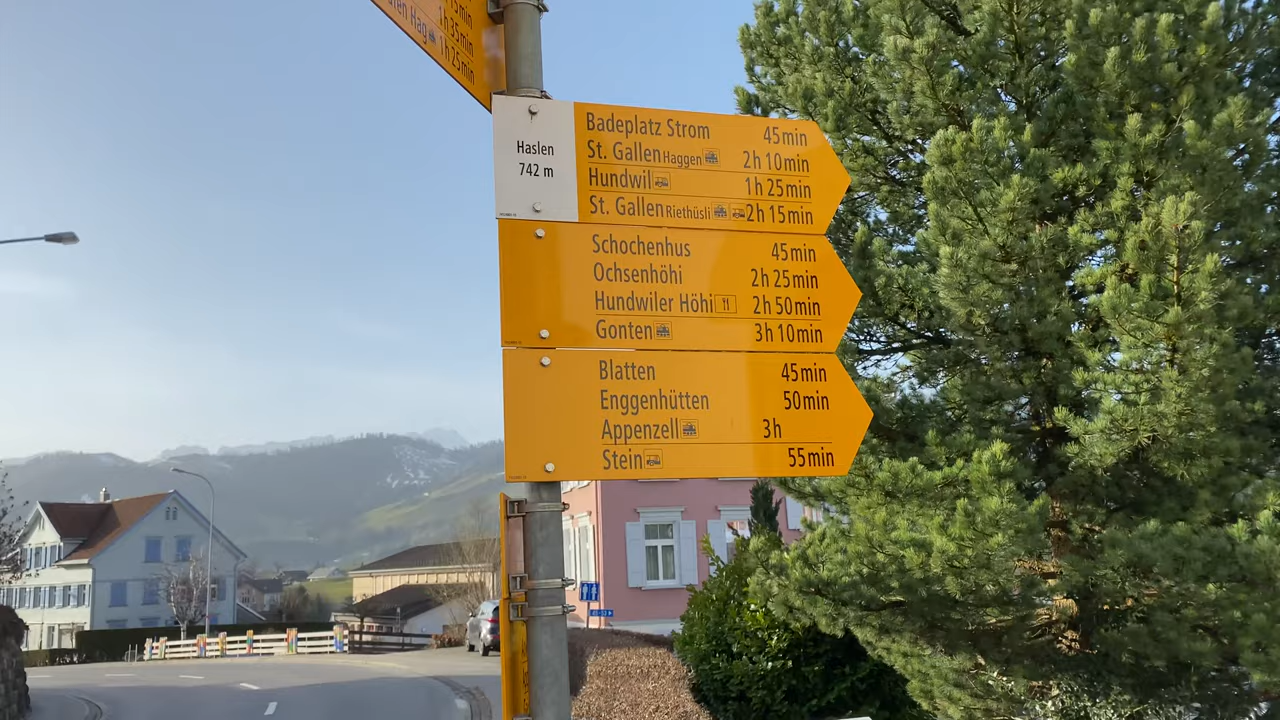 1h 35min
Hag 1h 25min
Haslen
742 m
Badeplatz Strom 45min
St. Gallen Haggen 2h 10min
Hundwil 1h 25min
St. Gallen Riethüsli 2h 15min
Schochenhus 45min
Ochsenhöhi 2h 25min
Hundwiler Höhi 2h 50min
Gonten 3h 10min
Blatten 45min
Enggenhütten 50min
Appenzell 3h
Stein 55min